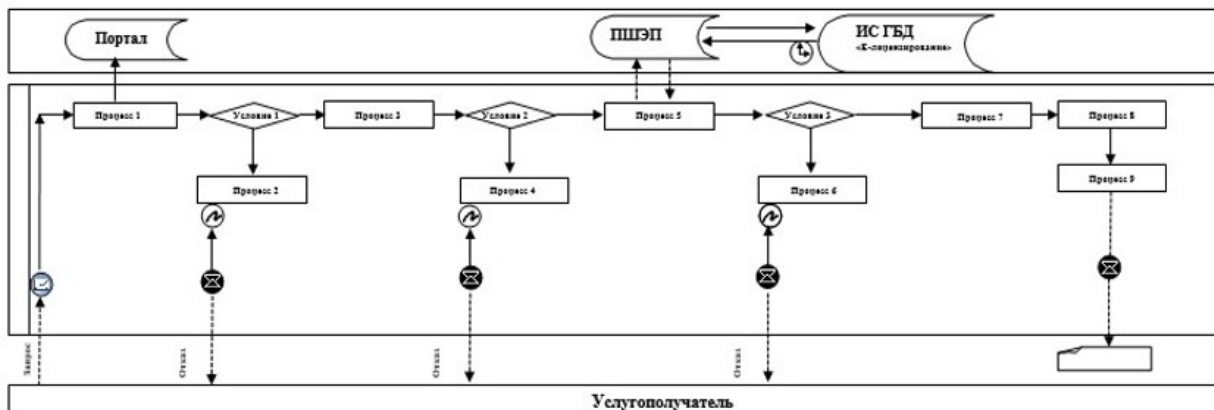 Портал
ПШЭП
ИС ГБД
«Е-лицензирование»
Процесс 1
Условие 1
Процесс 3
Условие 2
Процесс 5
Условие 3
Процесс 7
Процесс 8
Процесс 2
Процесс 4
Процесс 6
Процесс 9
Запрос
Отказ
Отказ
Отказ
Услугополучатель